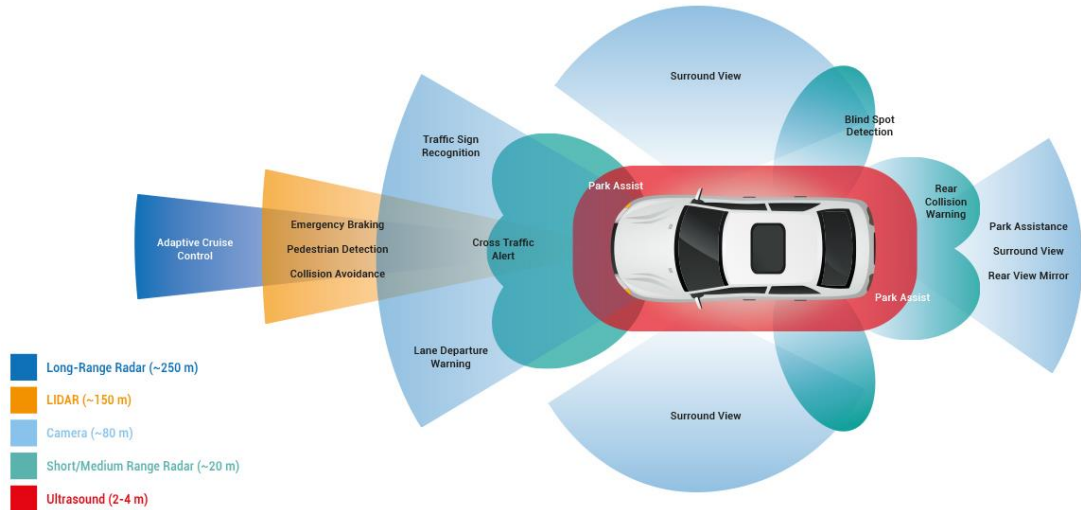 Surround View
Blind Spot
Detection
Traffic Sign
Recognition
Park Assist
Rear
Collision
Warning
Adaptive Cruise
Control
Emergency Braking
Pedestrian Detection
Collision Avoidance
Cross Traffic
Alert
Park Assistance
Surround View
Rear View Mirror
Park Assist
Lane Departure
Warning
Surround View
Long-Range Radar (~250 m)
LIDAR (~150 m)
Camera (~80 m)
Short/Medium Range Radar (~20 m)
Ultrasound (2-4 m)